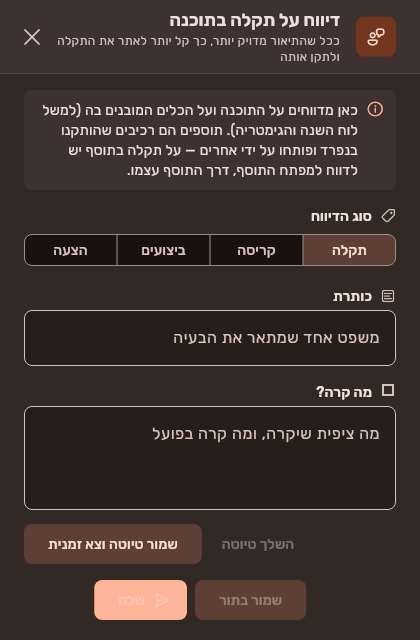 דיווח על תקלה בתוכנה
ככל שהתיאור מדויק יותר, כך קל יותר לאתר את התקלה
ולתקן אותה
כאן מדווחים על התוכנה ועל הכלים המובנים בה (למשל
לוח השנה והגימטריה). תוספים הם רכיבים שהותקנו
בנפרד ופותחו על ידי אחרים – על תקלה בתוסף יש
לדווח למפתח התוסף, דרך התוסף עצמו.
סוג הדיווח
תקלה
קריסה
ביצועים
הצעה
כותרת
משפט אחד שמתאר את הבעיה
מה קרה?
מה ציפית שיקרה, ומה קרה בפועל
השלך טיוטה
שמור טיוטה וצא זמנית
שמור בתור
שלח